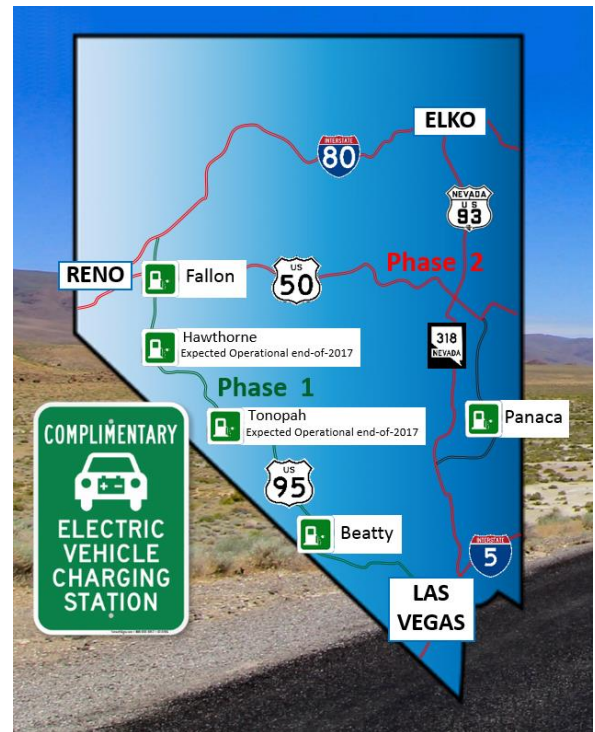 ELKO
INTERSTATE
80
NEVADA
US
93
Phase 2
RENO
Fallon
US
50
318
NEVADA
Hawthorne
Expected Operational end-of-2017
Phase 1
Tonopah
Expected Operational end-of-2017
Panaca
COMPLIMENTARY
ELECTRIC
VEHICLE
CHARGING
STATION
US
95
Beatty
INTERSTATE
5
LAS
VEGAS